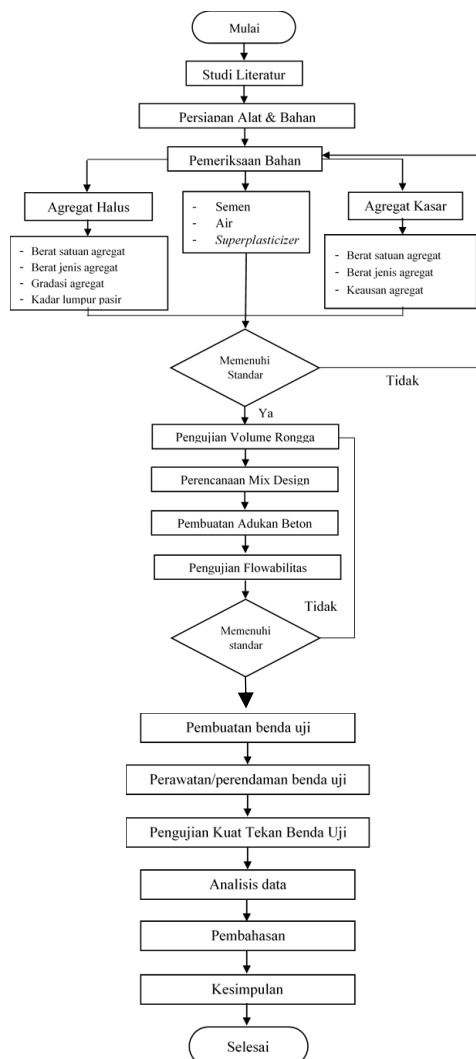 Mulai
Studi Literatur
Persiapan Alat & Bahan
Pemeriksaan Bahan
Agregat Halus
- Berat satuan agregat
- Berat jenis agregat
- Gradasi agregat
- Kadar lumpur pasir
- Semen
- Air
- Superplasticizer
Agregat Kasar
- Berat satuan agregat
- Berat jenis agregat
- Keausan agregat
Memenuhi
Standar
Tidak
Ya
Pengujian Volume Rongga
Perencanaan Mix Design
Pembuatan Adukan Beton
Pengujian Flowabilitas
Tidak
Memenuhi
standar
Pembuatan benda uji
Perawatan/perendaman benda uji
Pengujian Kuat Tekan Benda Uji
Analisis data
Pembahasan
Kesimpulan
Selesai